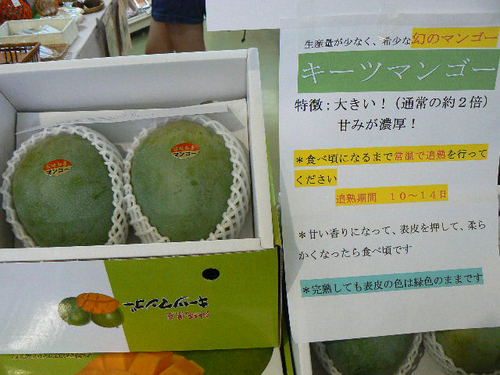 生産量が少なく、希少な幻のマンゴー
キーツマンゴー
特徴：大きい！（通常の約２倍）
甘みが濃厚！
＊食べ頃になるまで常温で追熟を行って
ください
追熟期間　１０～１４日
＊甘い香りになって、表皮を押して、柔ら
かくなったら食べ頃です
＊完熟しても表皮の色は緑色のままです
マンゴー
マンゴー
沖縄県産
キーツマンゴー